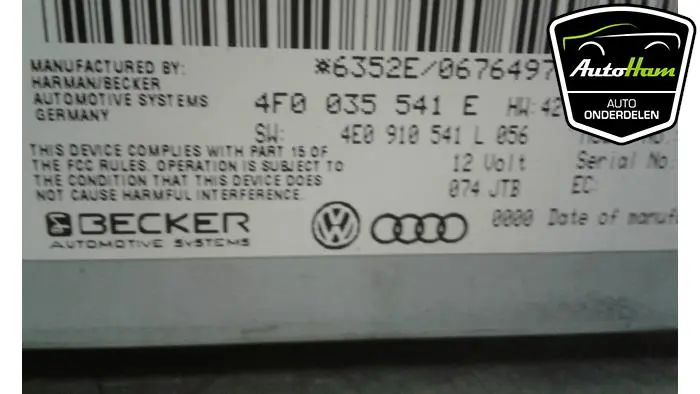 MANUFACTURED BY:
HARMAN/BECKER
AUTOMOTIVE SYSTEMS
GERMANY
*6352E/0676497
4F0 035 541 E HW: 42
SW: 4E0 910 541 L 056
THIS DEVICE COMPLIES WITH PART 15 OF
THE FCC RULES. OPERATION IS SUBJECT TO
THE CONDITION THAT THIS DEVICE DOES
NOT CAUSE HARMFUL INTERFERENCE.
12 Volt Serial No:
074 JTB EC:
BECKER
AUTOMOTIVE SYSTEMS
0000 Date of manuf
AutoHam
AUTO
ONDERDELEN